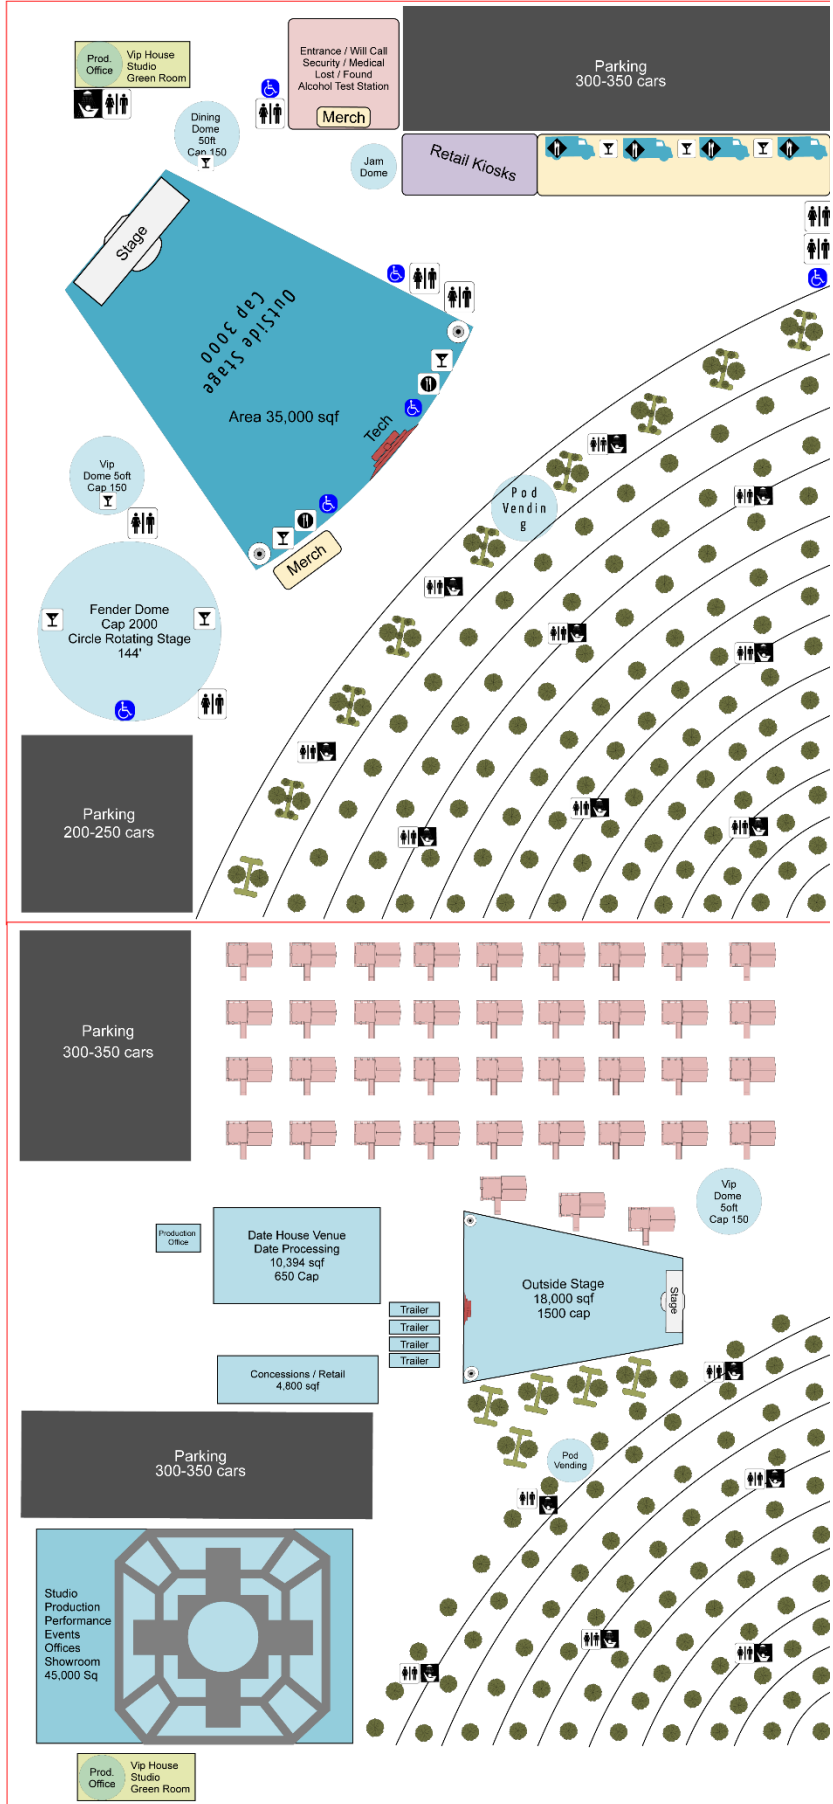 Prod.
Office
Vip House
Studio
Green Room
Entrance / Will Call
Security / Medical
Lost / Found
Alcohol Test Station
Merch
Parking
300-350 cars
Dining
Dome
50ft
Cap 150
Jam
Dome
Retail Kiosks
Stage
OutSide Stage
Cap 3000
Area 35,000 sqf
Tech
Vip
Dome 5oft
Cap 150
Pod
Vendin
g
Merch
Fender Dome
Cap 2000
Circle Rotating Stage
144'
Parking
200-250 cars
Parking
300-350 cars
Vip
Dome
5oft
Cap 150
Production
Office
Date House Venue
Date Processing
10,394 sqf
650 Cap
Outside Stage
18,000 sqf
1500 cap
Stage
Trailer
Trailer
Trailer
Trailer
Concessions / Retail
4,800 sqf
Parking
300-350 cars
Pod
Vending
Studio
Production
Performance
Events
Offices
Showroom
45,000 Sq
Prod.
Office
Vip House
Studio
Green Room